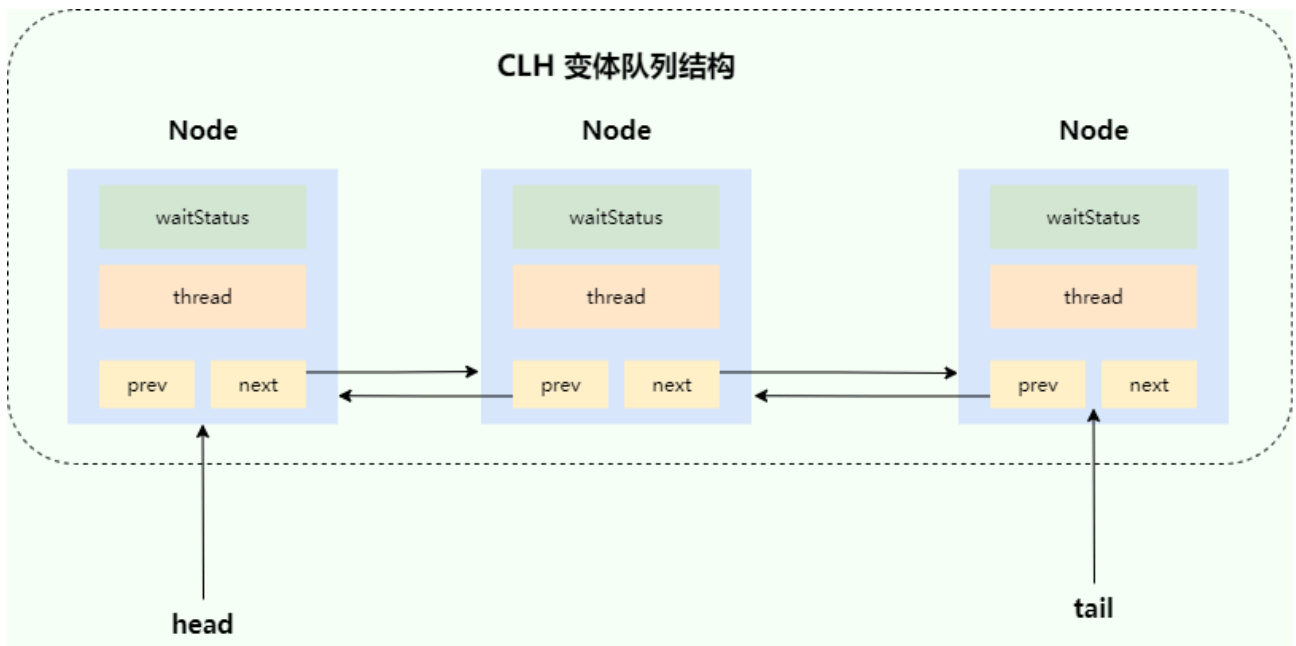 CLH 变体队列结构
Node Node Node
waitStatus waitStatus waitStatus
thread thread thread
prev next prev next prev next
head tail